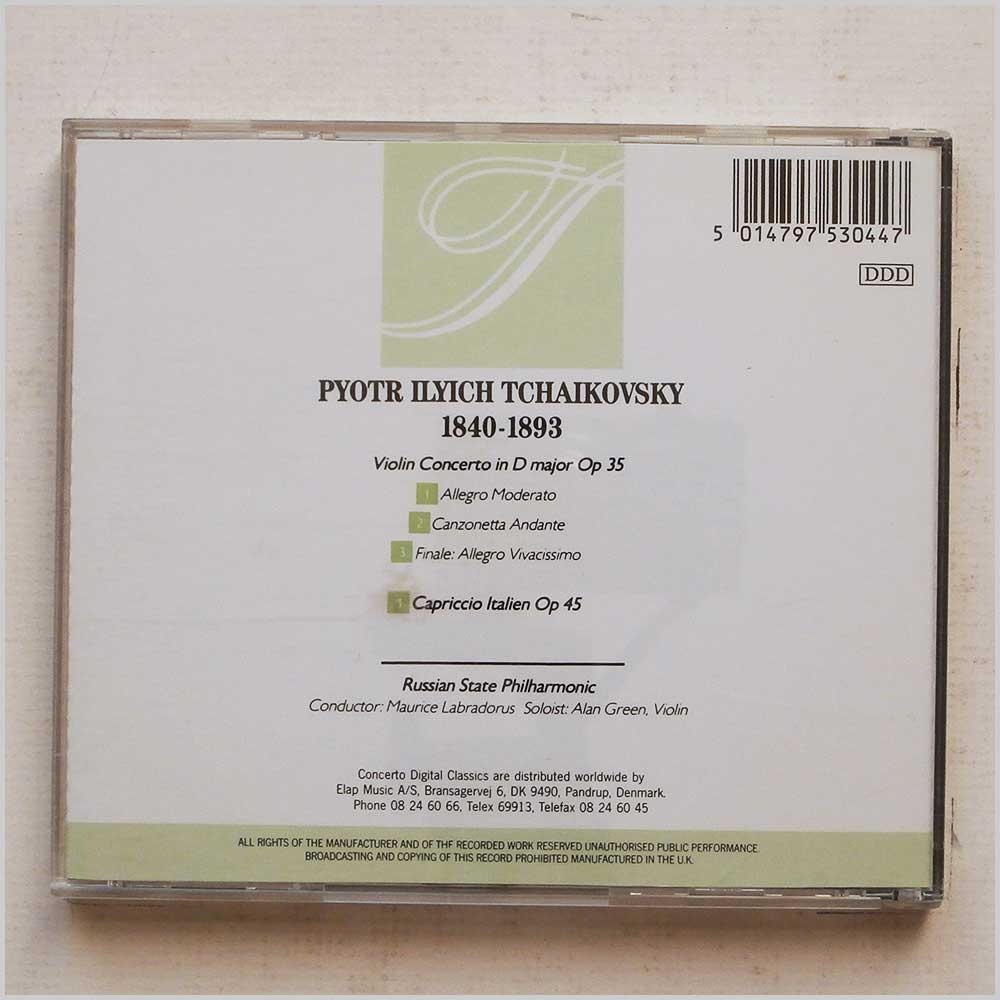 5 014797 530447
DDD
PYOTR ILYICH TCHAIKOVSKY
1840-1893
Violin Concerto in D major Op 35
1 Allegro Moderato
2 Canzonetta Andante
3 Finale: Allegro Vivacissimo
Capriccio Italien Op 45
Russian State Philharmonic
Conductor: Maurice Labradorus Soloist: Alan Green, Violin
Concerto Digital Classics are distributed worldwide by
Elap Music A/S, Bransagervej 6, DK 9490, Pandrup, Denmark.
Phone 08 24 60 66, Telex 69913, Telefax 08 24 60 45
ALL RIGHTS OF THE MANUFACTURER AND OF THF RECORDED WORK RESERVED UNAUTHORISED PUBLIC PERFORMANCE.
BROADCASTING AND COPYING OF THIS RECORD PROHIBITED MANUFACTURED IN THE U.K.